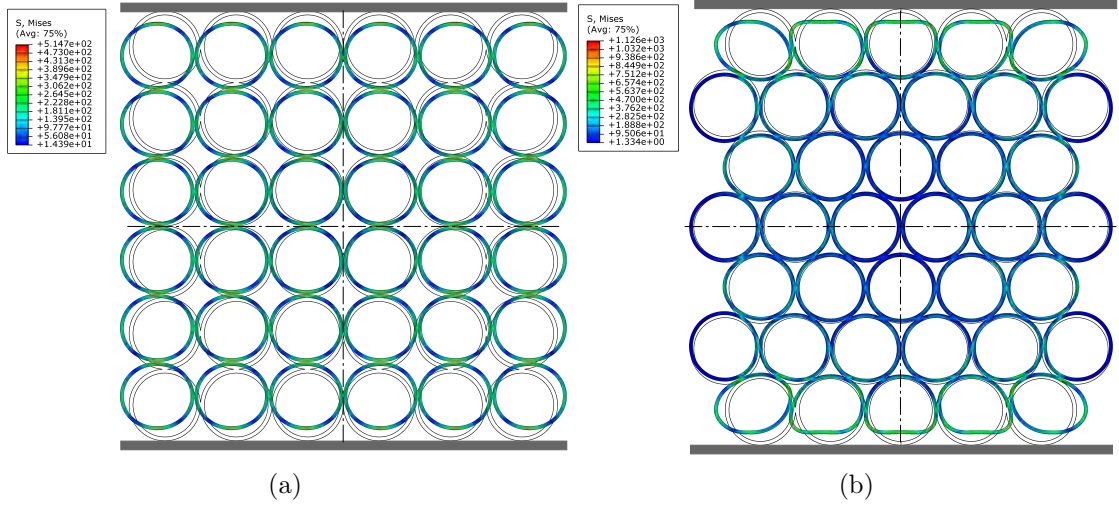 S, Mises
(Avg: 75%)
+5.147e+02
+4.730e+02
+4.313e+02
+3.896e+02
+3.479e+02
+3.062e+02
+2.645e+02
+2.228e+02
+1.811e+02
+1.395e+02
+9.777e+01
+5.608e+01
+1.439e+01
S, Mises
(Avg: 75%)
+1.126e+03
+1.032e+03
+9.386e+02
+8.449e+02
+7.512e+02
+6.574e+02
+5.637e+02
+4.700e+02
+3.762e+02
+2.825e+02
+1.888e+02
+9.506e+01
+1.334e+00
(a)
(b)